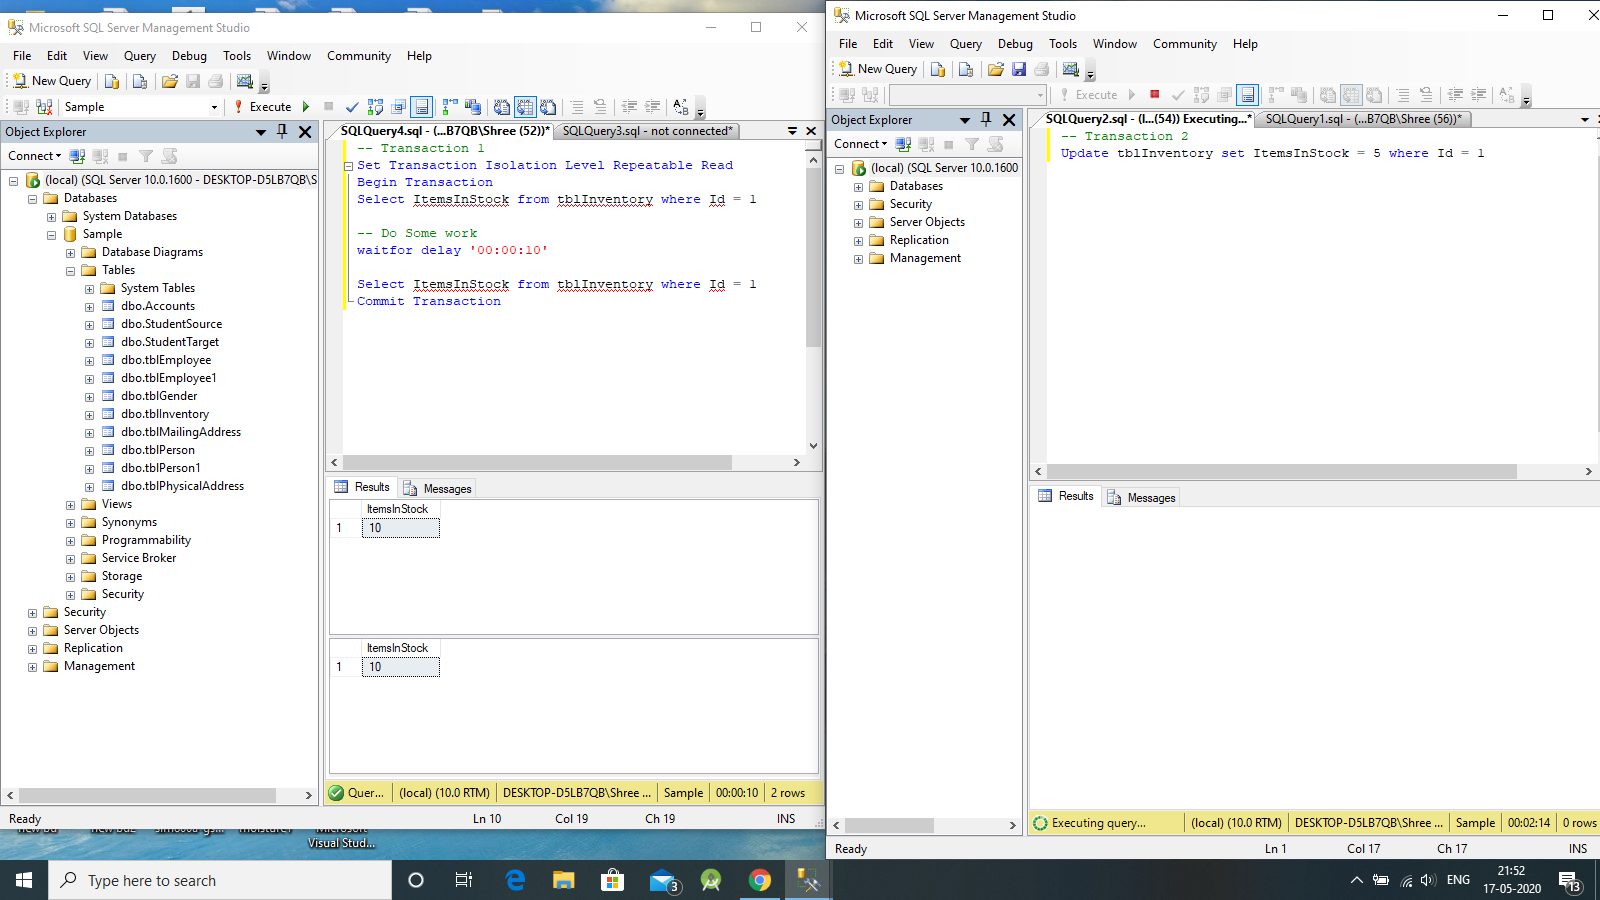 Microsoft SQL Server Management Studio
File Edit View Query Debug Tools Window Community Help
New Query
Sample Execute
Object Explorer
Connect
(local) (SQL Server 10.0.1600 - DESKTOP-D5LB7QB\S
Databases
System Databases
Sample
Database Diagrams
Tables
System Tables
dbo.Accounts
dbo.StudentSource
dbo.StudentTarget
dbo.tblEmployee
dbo.tblEmployee1
dbo.tblGender
dbo.tblInventory
dbo.tblMailingAddress
dbo.tblPerson
dbo.tblPerson1
dbo.tblPhysicalAddress
Views
Synonyms
Programmability
Service Broker
Storage
Security
Security
Server Objects
Replication
Management
SQLQuery4.sql - (...B7QB\Shree (52))* SQLQuery3.sql - not connected*
-- Transaction 1
Set Transaction Isolation Level Repeatable Read
Begin Transaction
Select ItemsInStock from tblInventory where Id = 1
-- Do Some work
waitfor delay '00:00:10'
Select ItemsInStock from tblInventory where Id = 1
Commit Transaction
Results Messages
ItemsInStock
1 10
ItemsInStock
1 10
Quer... (local) (10.0 RTM) DESKTOP-D5LB7QB\Shree ... Sample 00:00:10 2 rows
Ready Ln 10 Col 19 Ch 19 INS
Microsoft SQL Server Management Studio
File Edit View Query Debug Tools Window Community Help
New Query
Execute
Object Explorer
Connect
(local) (SQL Server 10.0.1600
Databases
Security
Server Objects
Replication
Management
SQLQuery2.sql - (l...(54)) Executing...* SQLQuery1.sql - (...B7QB\Shree (56))*
-- Transaction 2
Update tblInventory set ItemsInStock = 5 where Id = 1
Results Messages
Executing query... (local) (10.0 RTM) DESKTOP-D5LB7QB\Shree ... Sample 00:02:14 0 rows
Ready Ln 1 Col 17 Ch 17 INS
Visual Stud...
Type here to search
3
ENG
21:52
17-05-2020
13